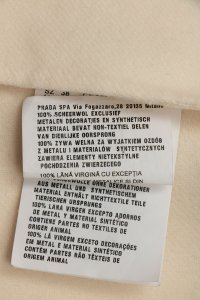 PRADA SPA Via Fogazzaro,28 20135 Milano
100% SCHEERWOL EXCLUSIEF
METALEN DECORATIES EN SYNTHETISCH
MATERIAAL BEVAT NON-TEXTIEL DELEN
VAN DIERLIJKE OORSPRONG
100% ŻYWA WEŁNA ZA WYJĄTKIEM OZDÓB
Z METALU I MATERIAŁÓW SYNTETYCZNYCH
ZAWIERA ELEMENTY NIETEKSTYLNE
POCHODZENIA ZWIERZĘCEGO
100% LÂNĂ VIRGINĂ CU EXCEPȚIA
AUS METALL UND SYNTHETISCHEM
MATERIAL ENTHÄLT NICHTTEXTILE TEILE
TIERISCHEN URSPRUNGS
100% LANA VIRGEN EXCEPTO ADORNOS
DE METAL Y MATERIAL SINTÉTICO
CONTIENE PARTES NO TEXTILES DE
ORIGEN ANIMAL
100% LÃ VIRGEM EXCETO DECORAÇÕES
EM METAL E MATERIAL SINTÉTICO
CONTÉM PARTES NÃO TÊXTEIS DE
ORIGEM ANIMAL